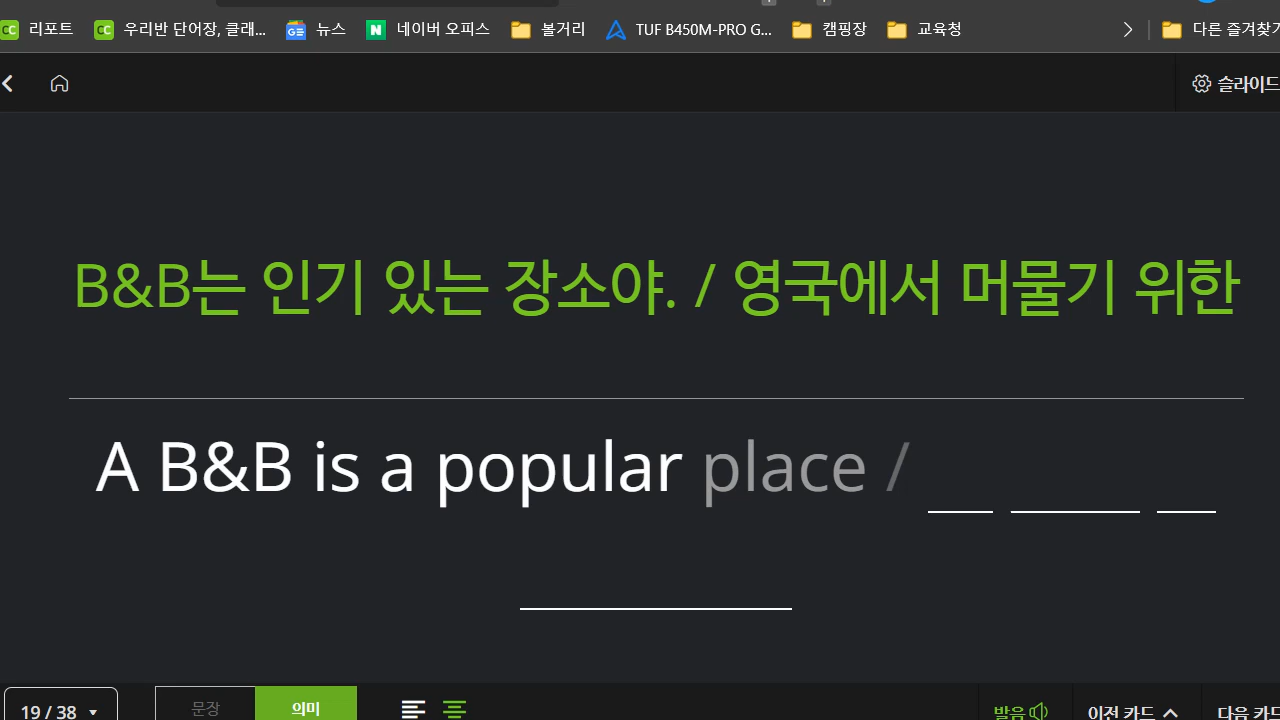 리포트 우리반 단어장, 클래... 뉴스 네이버 오피스 볼거리 TUF B450M-PRO G... 캠핑장 교육청 다른 즐겨찾기
슬라이드
B&B는 인기 있는 장소야. / 영국에서 머물기 위한
A B&B is a popular place /
19 / 38 문장 의미 발음 이전 카드 다음 카드